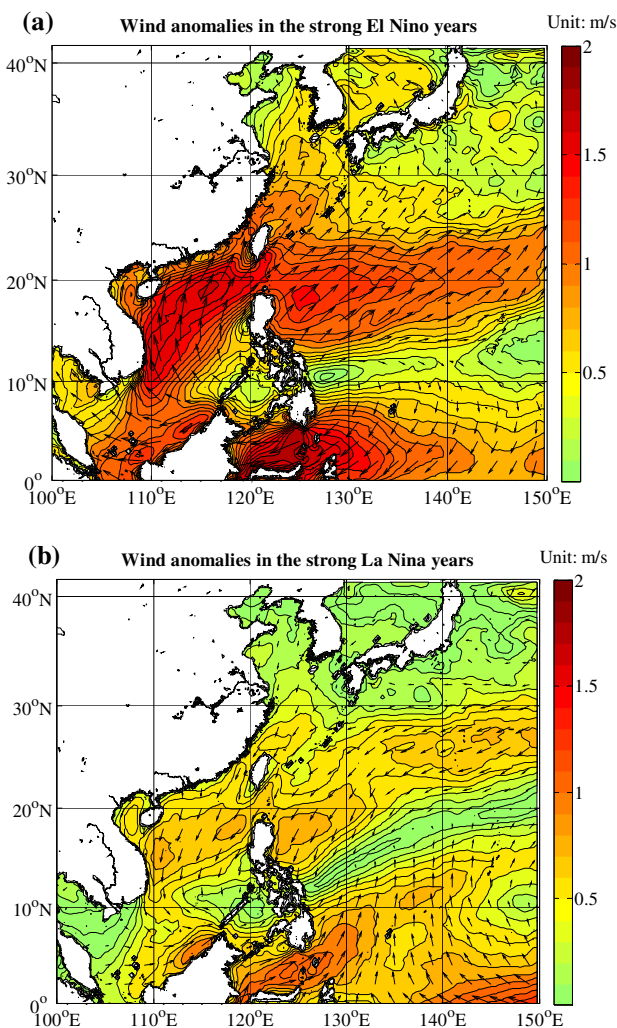 (a)
Wind anomalies in the strong El Nino years
Unit: m/s
40°N
30°N
20°N
10°N
0°
100°E
110°E
120°E
130°E
140°E
150°E
2
1.5
1
0.5
(b)
Wind anomalies in the strong La Nina years
Unit: m/s
40°N
30°N
20°N
10°N
0°
100°E
110°E
120°E
130°E
140°E
150°E
2
1.5
1
0.5